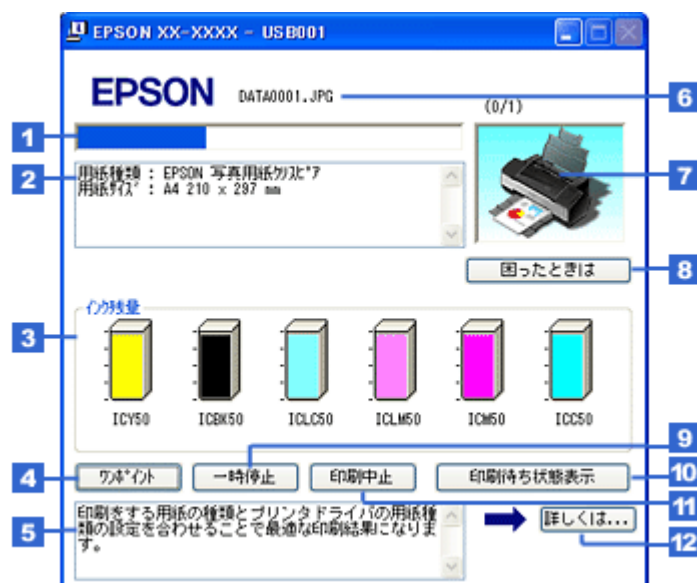 EPSON XX-XXXX - USB001
EPSON
DATA0001.JPG
6
(0/1)
1
2
用紙種類 : EPSON 写真用紙クリスピア
用紙サイズ : A4 210 x 297 mm
7
困ったときは
8
インク残量
3
ICY50
ICBK50
ICLC50
ICLM50
ICM50
ICC50
9
4
ワンポイント
一時停止
印刷中止
印刷待ち状態表示
10
11
5
印刷をする用紙の種類とプリンタドライバの用紙種
類の設定を合わせることで最適な印刷結果になりま
す。
詳しくは...
12